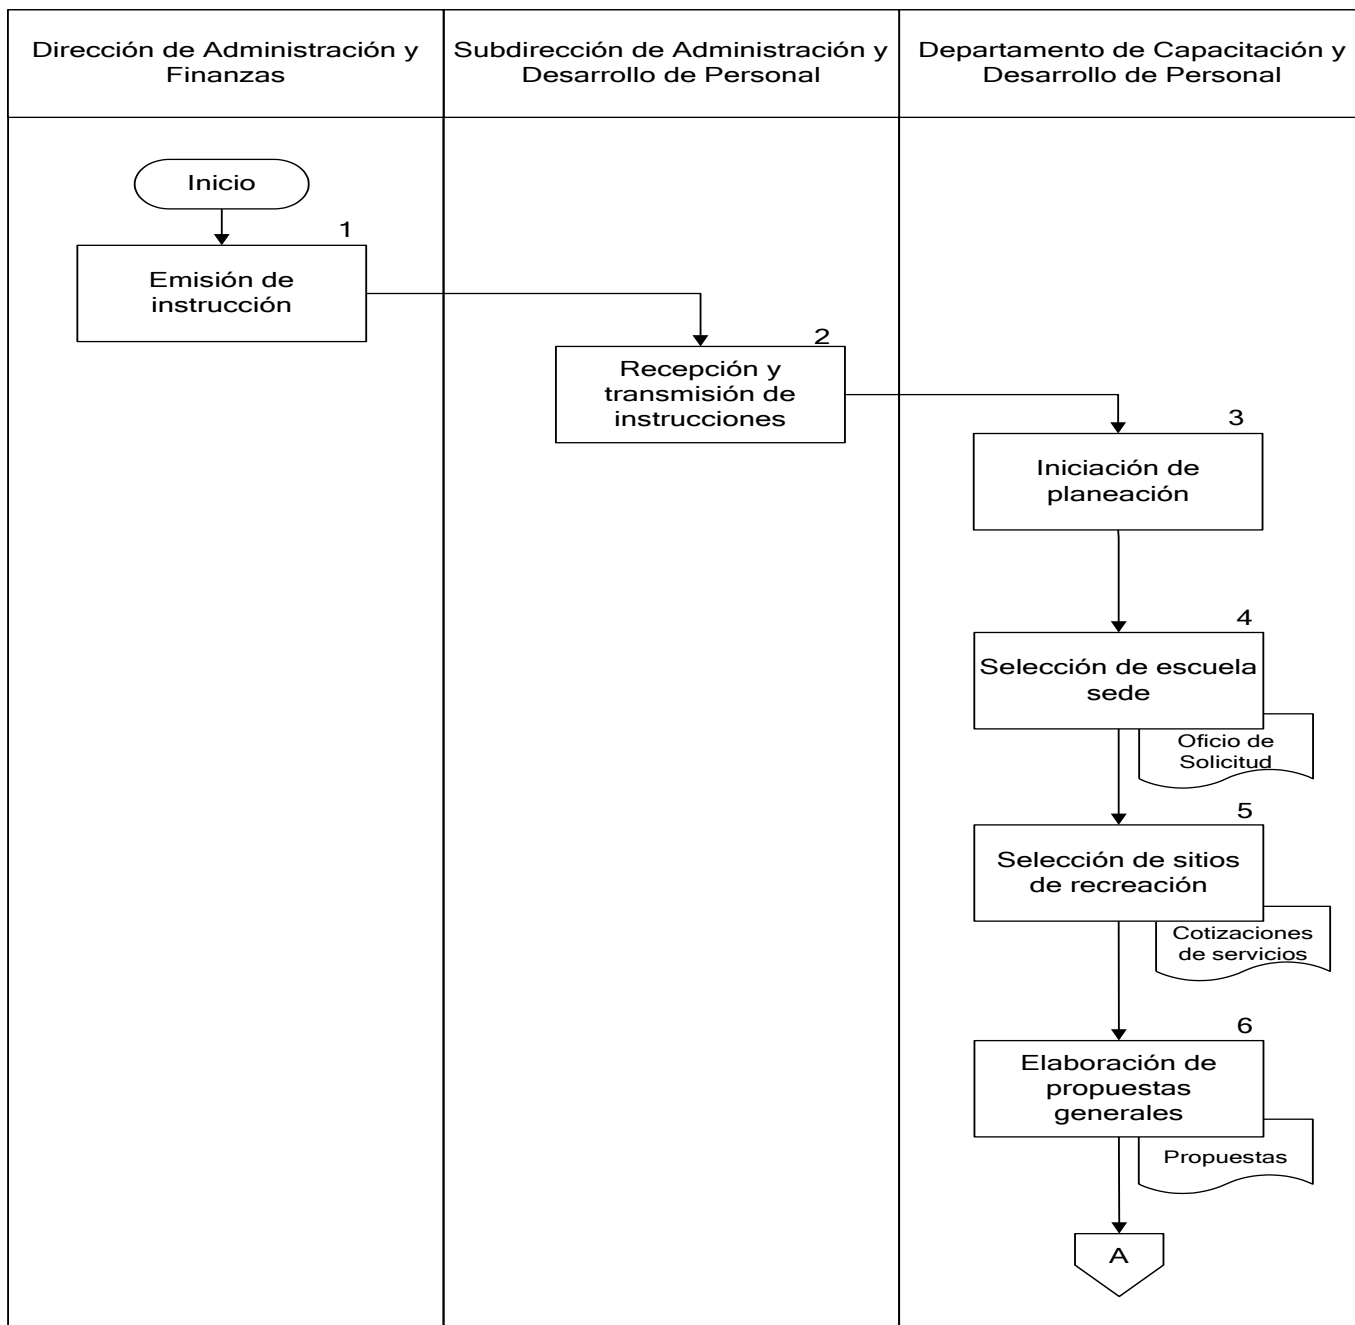 Dirección de Administración y
Finanzas
Subdirección de Administración y
Desarrollo de Personal
Departamento de Capacitación y
Desarrollo de Personal
Inicio
1
Emisión de
instrucción
2
Recepción y
transmisión de
instrucciones
3
Iniciación de
planeación
4
Selección de escuela
sede
Oficio de
Solicitud
5
Selección de sitios
de recreación
Cotizaciones
de servicios
6
Elaboración de
propuestas
generales
Propuestas
A